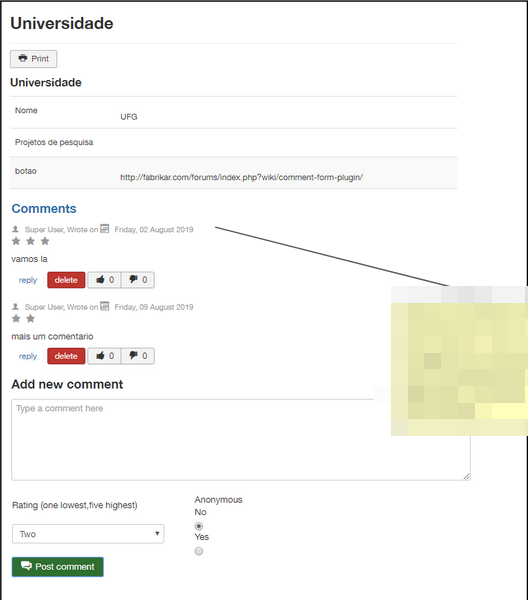 Universidade
Print
Universidade
Nome
UFG
Projetos de pesquisa
botao
http://fabrikar.com/forums/index.php?wiki/comment-form-plugin/
Comments
Super User, Wrote on Friday, 02 August 2019
vamos la
reply delete 0 0
Super User, Wrote on Friday, 09 August 2019
mais um comentario
reply delete 0 0
Add new comment
Type a comment here
Rating (one lowest,five highest)
Two
Anonymous
No
Yes
Post comment